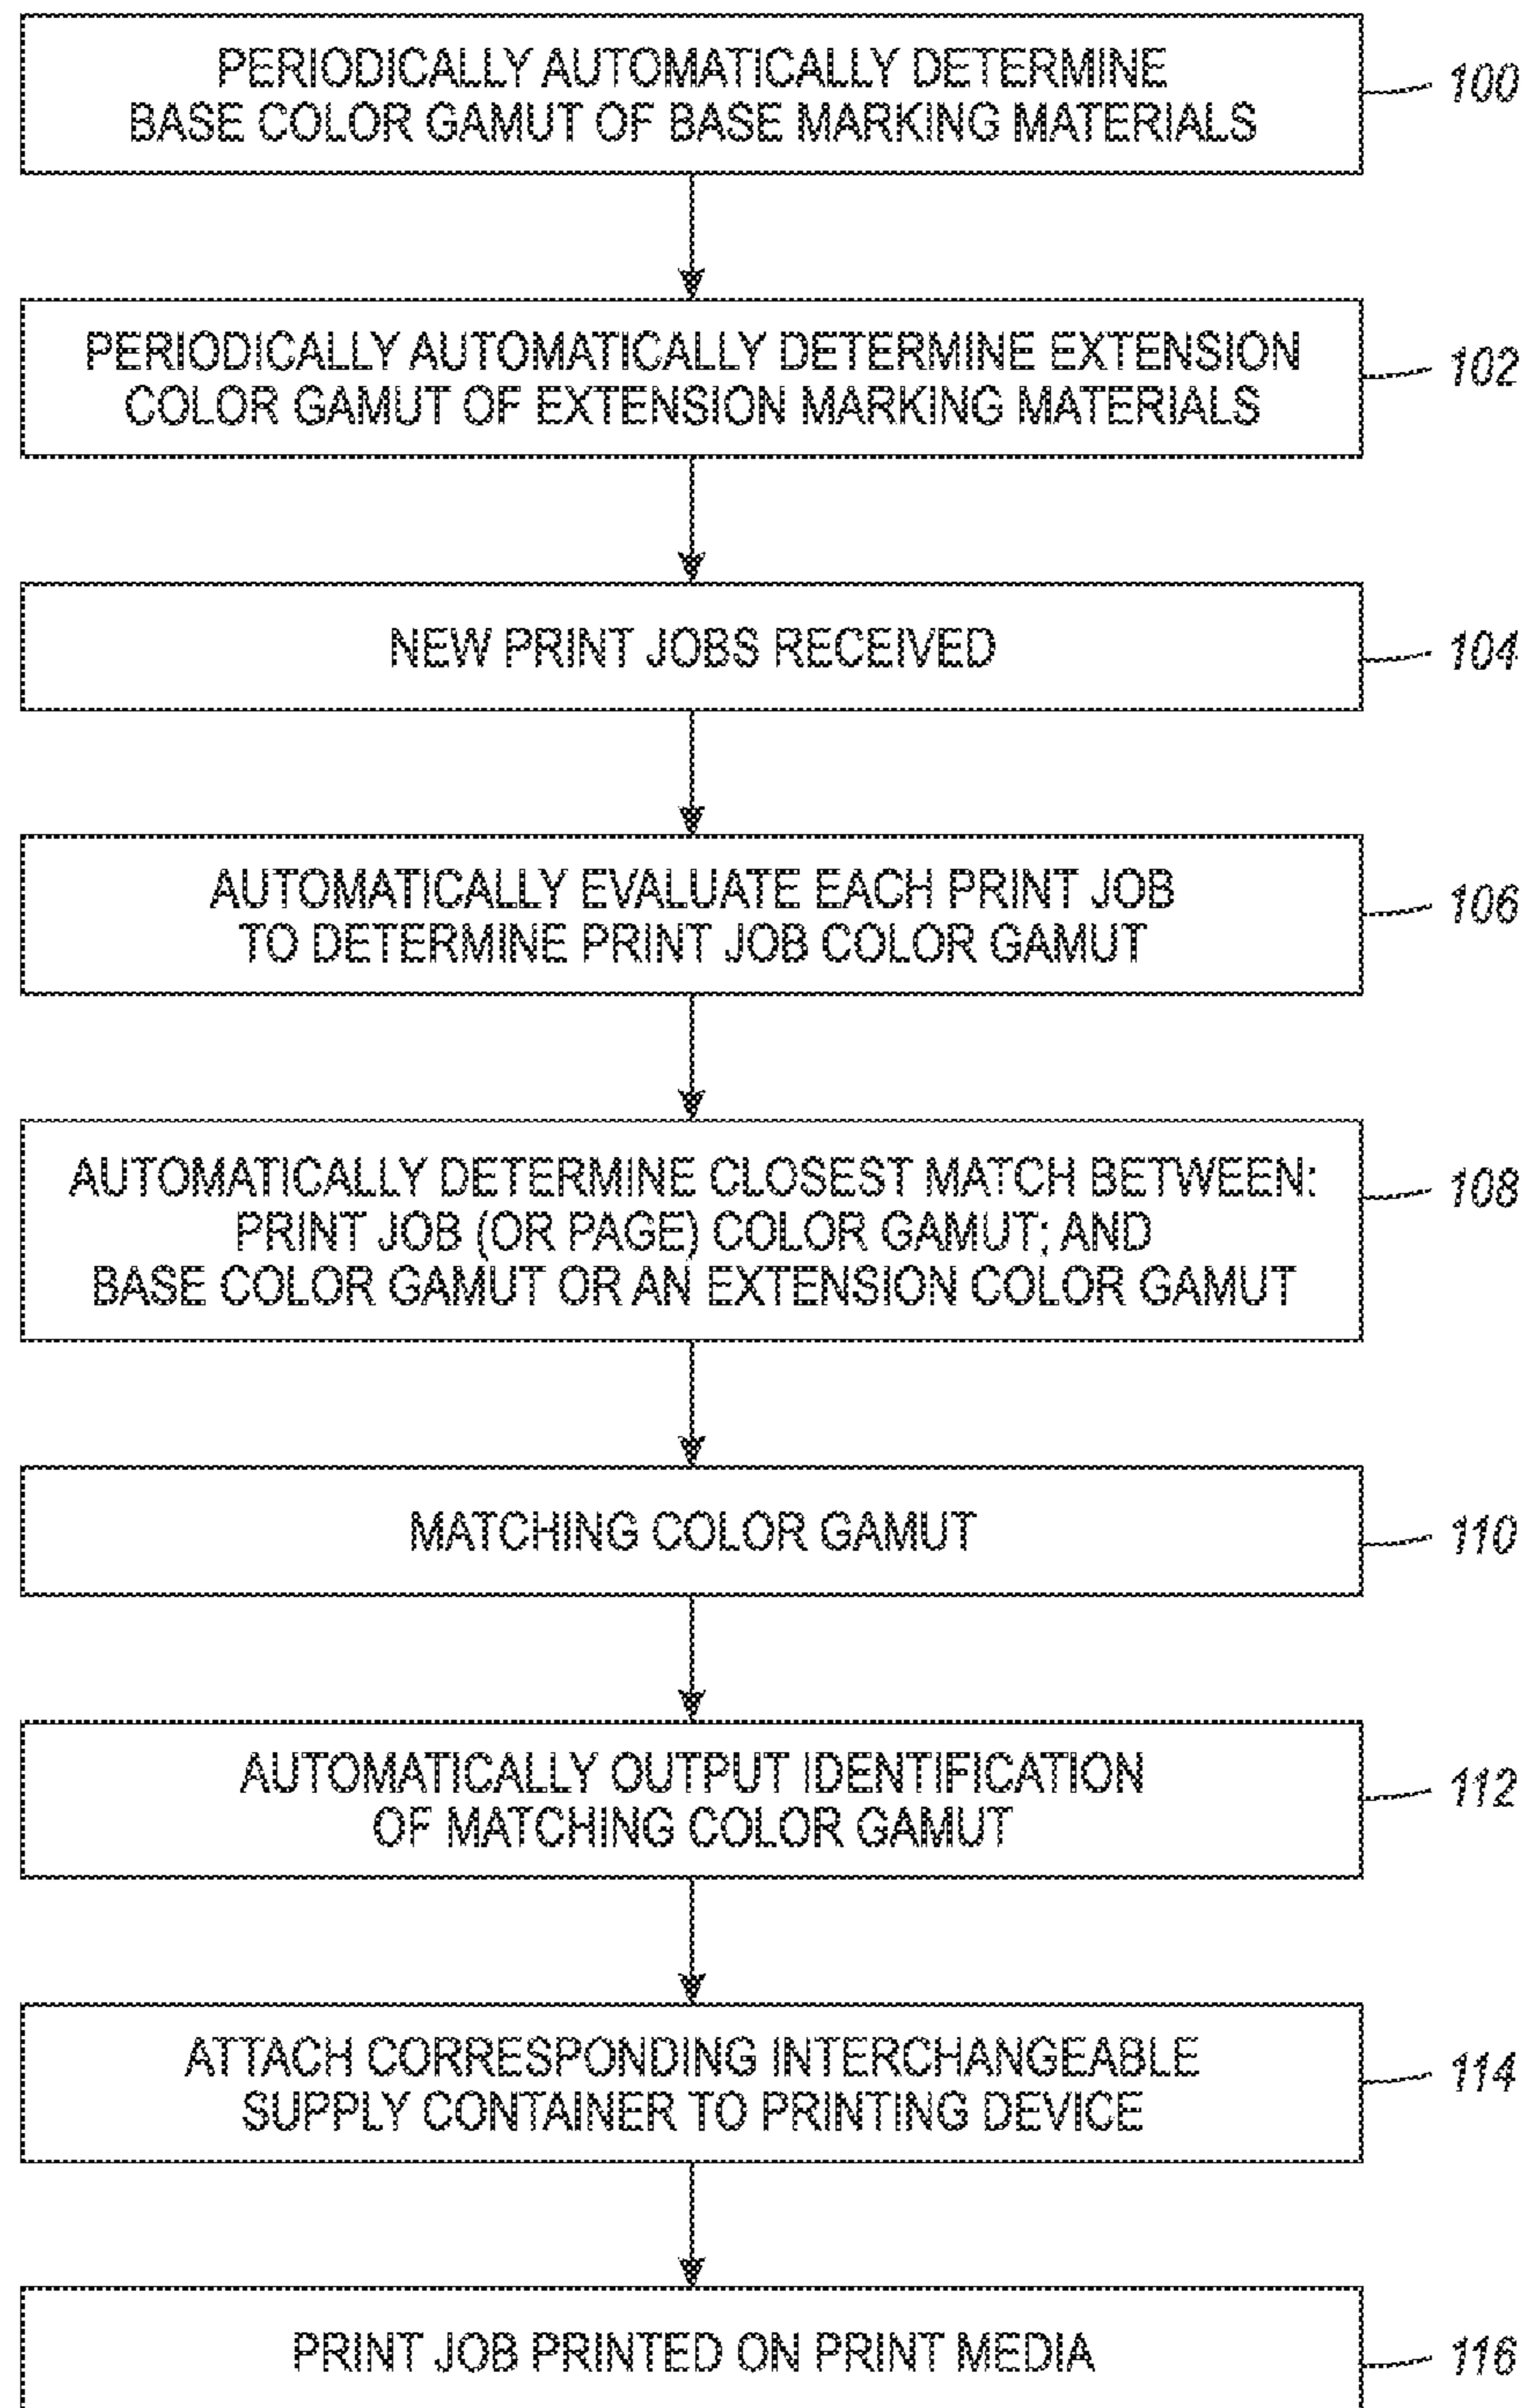 PERIODICALLY AUTOMATICALLY DETERMINE
BASE COLOR GAMUT OF BASE MARKING MATERIALS
100
PERIODICALLY AUTOMATICALLY DETERMINE EXTENSION
COLOR GAMUT OF EXTENSION MARKING MATERIALS
102
NEW PRINT JOBS RECEIVED
104
AUTOMATICALLY EVALUATE EACH PRINT JOB
TO DETERMINE PRINT JOB COLOR GAMUT
106
AUTOMATICALLY DETERMINE CLOSEST MATCH BETWEEN:
PRINT JOB (OR PAGE) COLOR GAMUT; AND
BASE COLOR GAMUT OR AN EXTENSION COLOR GAMUT
108
MATCHING COLOR GAMUT
110
AUTOMATICALLY OUTPUT IDENTIFICATION
OF MATCHING COLOR GAMUT
112
ATTACH CORRESPONDING INTERCHANGEABLE
SUPPLY CONTAINER TO PRINTING DEVICE
114
PRINT JOB PRINTED ON PRINT MEDIA
116